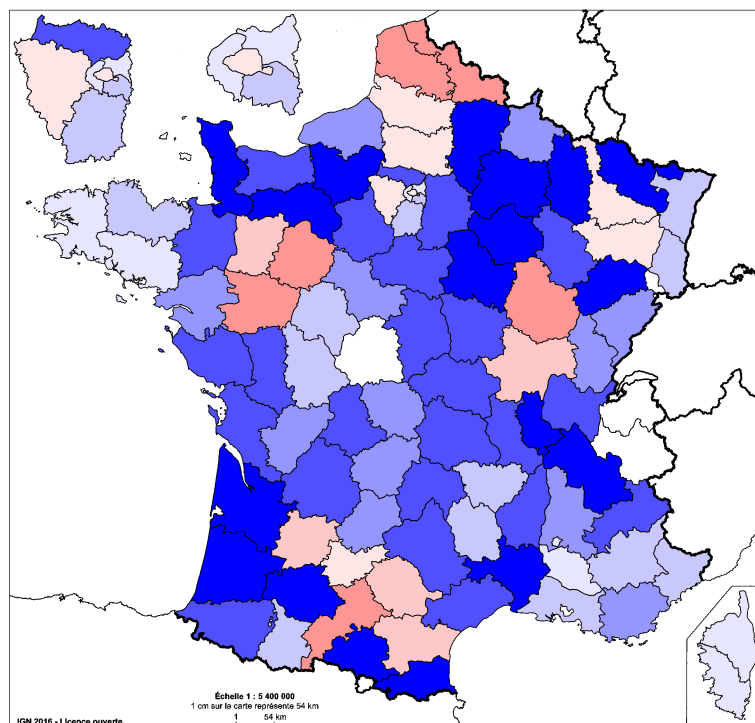 Échelle 1 : 5 400 000
1 cm sur la carte représente 54 km
1 54 km
IGN 2016 - Licence ouverte